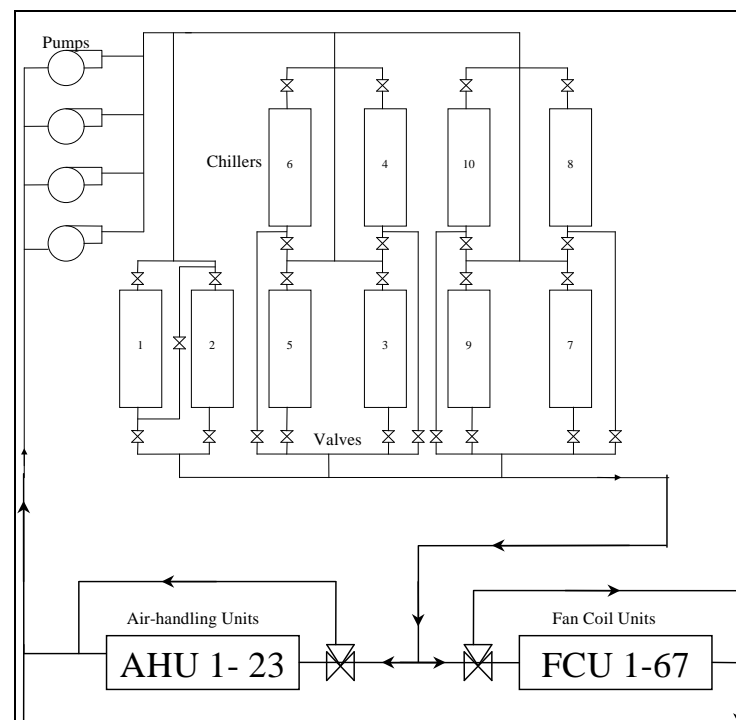 Pumps
Chillers
6
4
10
8
1
2
5
3
9
7
Valves
Air-handling Units
Fan Coil Units
AHU 1- 23
FCU 1-67